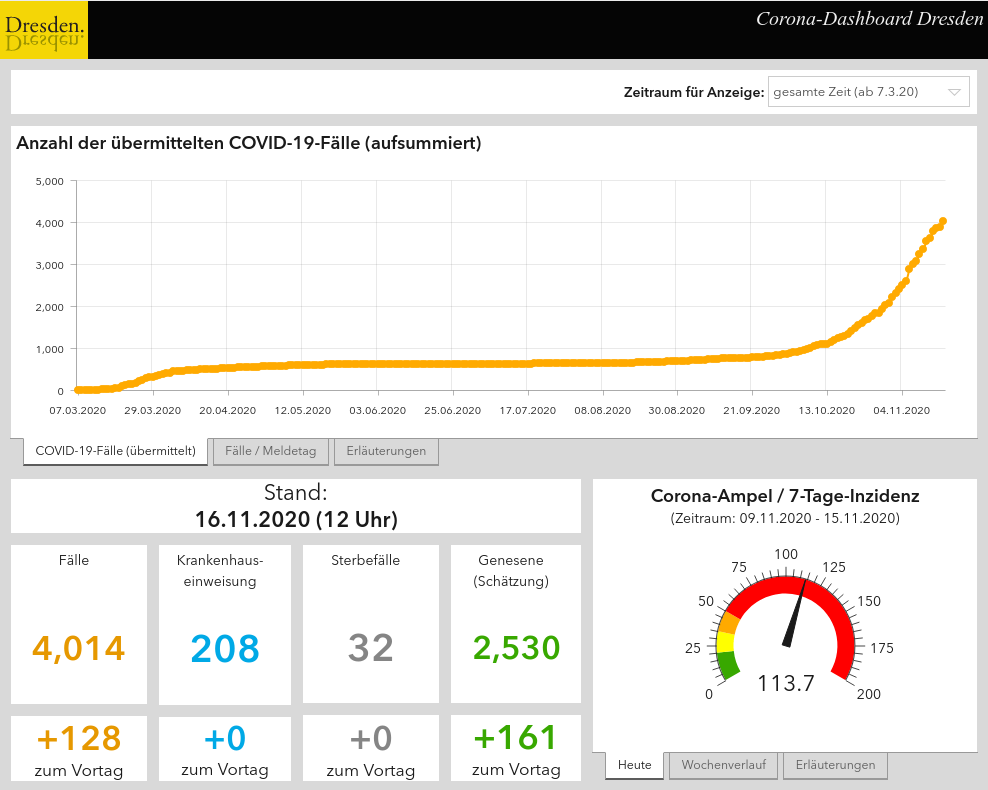 Dresden.
Dresden.
Corona-Dashboard Dresden
Zeitraum für Anzeige: gesamte Zeit (ab 7.3.20)
Anzahl der übermittelten COVID-19-Fälle (aufsummiert)
5,000
4,000
3,000
2,000
1,000
0
07.03.2020 29.03.2020 20.04.2020 12.05.2020 03.06.2020 25.06.2020 17.07.2020 08.08.2020 30.08.2020 21.09.2020 13.10.2020 04.11.2020
COVID-19-Fälle (übermittelt) Fälle / Meldetag Erläuterungen
Stand:
16.11.2020 (12 Uhr)
Fälle
4,014
+128
zum Vortag
Krankenhaus-
einweisung
208
+0
zum Vortag
Sterbefälle
32
+0
zum Vortag
Genesene
(Schätzung)
2,530
+161
zum Vortag
Corona-Ampel / 7-Tage-Inzidenz
(Zeitraum: 09.11.2020 - 15.11.2020)
0
25
50
75
100
125
150
175
200
113.7
Heute Wochenverlauf Erläuterungen